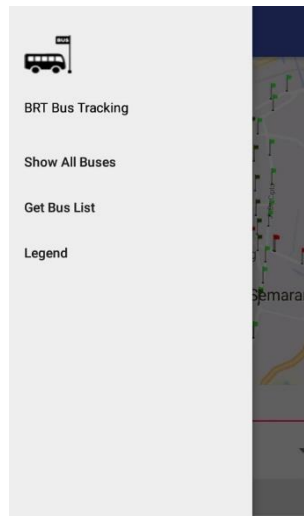 BUS
BRT Bus Tracking
Show All Buses
Get Bus List
Legend
Semara